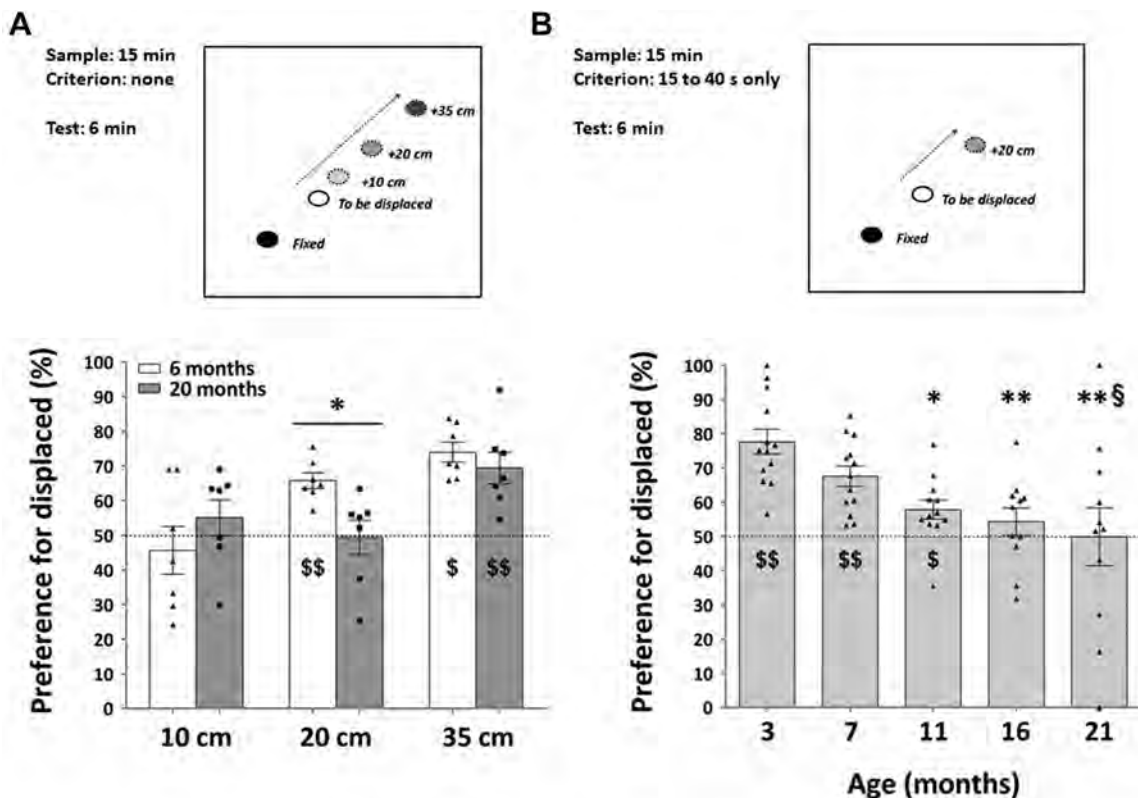 A
Sample: 15 min
Criterion: none
Test: 6 min
+35 cm
+20 cm
+10 cm
To be displaced
Fixed
B
Sample: 15 min
Criterion: 15 to 40 s only
Test: 6 min
+20 cm
To be displaced
Fixed
Preference for displaced (%)
100
90
80
70
60
50
40
30
20
10
0
6 months
20 months
*
$$
$
$$
10 cm
20 cm
35 cm
Preference for displaced (%)
100
90
80
70
60
50
40
30
20
10
0
*
**
**§
$$
$$
$
3
7
11
16
21
Age (months)